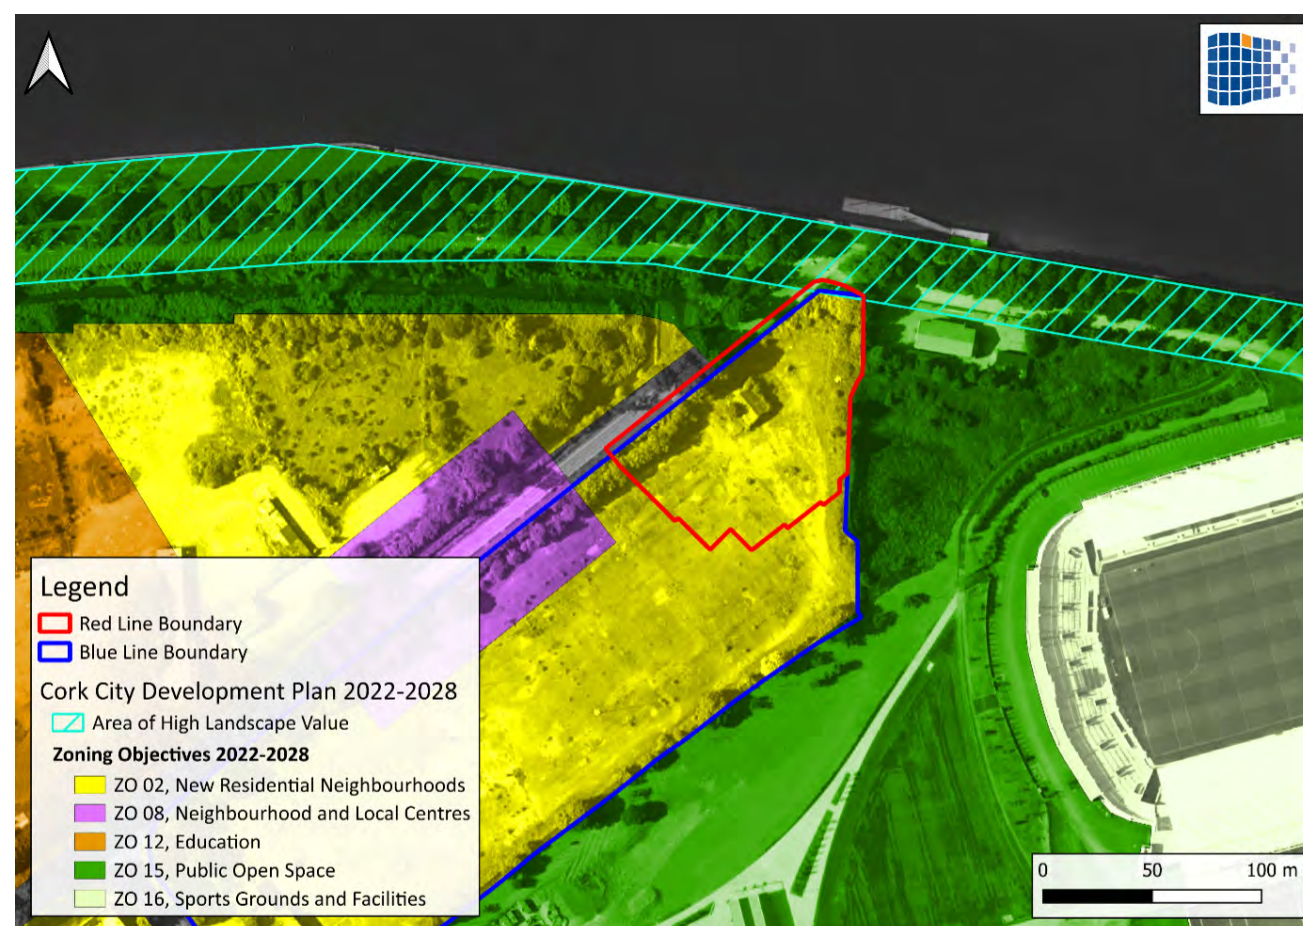 Legend
Red Line Boundary
Blue Line Boundary
Cork City Development Plan 2022-2028
Area of High Landscape Value
Zoning Objectives 2022-2028
ZO 02, New Residential Neighbourhoods
ZO 08, Neighbourhood and Local Centres
ZO 12, Education
ZO 15, Public Open Space
ZO 16, Sports Grounds and Facilities
0 50 100 m